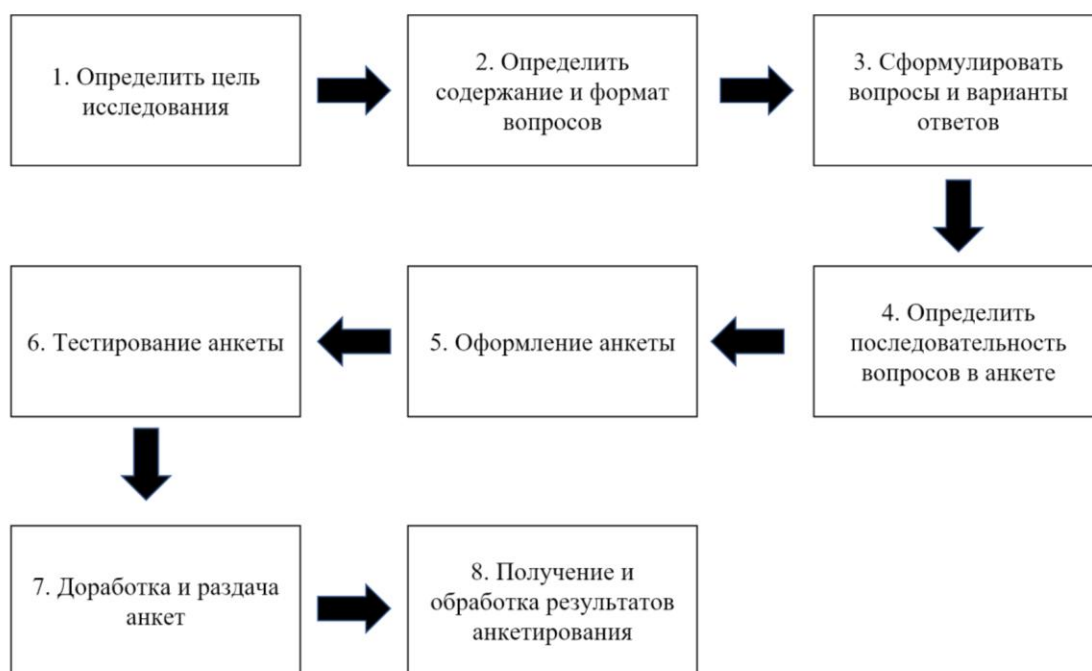 1. Определить цель
исследования
2. Определить
содержание и формат
вопросов
3. Сформулировать
вопросы и варианты
ответов
4. Определить
последовательность
вопросов в анкете
5. Оформление анкеты
6. Тестирование анкеты
7. Доработка и раздача
анкет
8. Получение и
обработка результатов
анкетирования